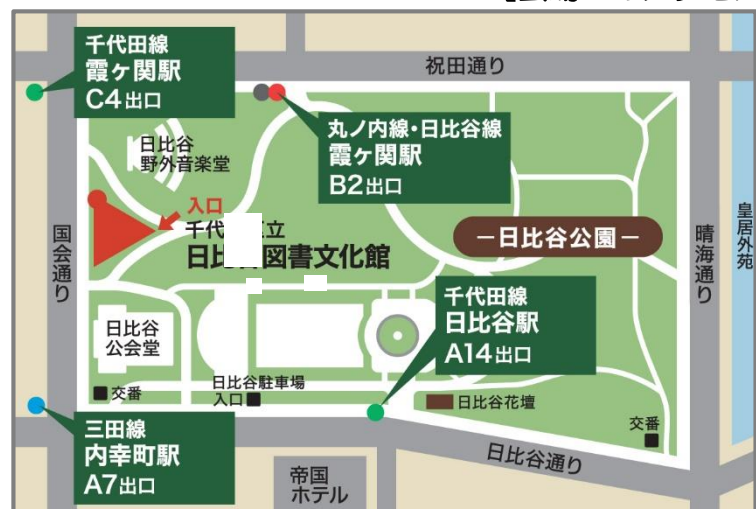 千代田線
霞ヶ関駅
C4出口
祝田通り
丸ノ内線・日比谷線
霞ヶ関駅
B2出口
日比谷
野外音楽堂
入口
千代 立
日比 図書文化館
ー日比谷公園ー
国会通り
晴海通り
皇居外苑
千代田線
日比谷駅
A14出口
日比谷
公会堂
交番
日比谷駐車場
入口
日比谷花壇
交番
三田線
内幸町駅
A7出口
帝国
ホテル
日比谷通り